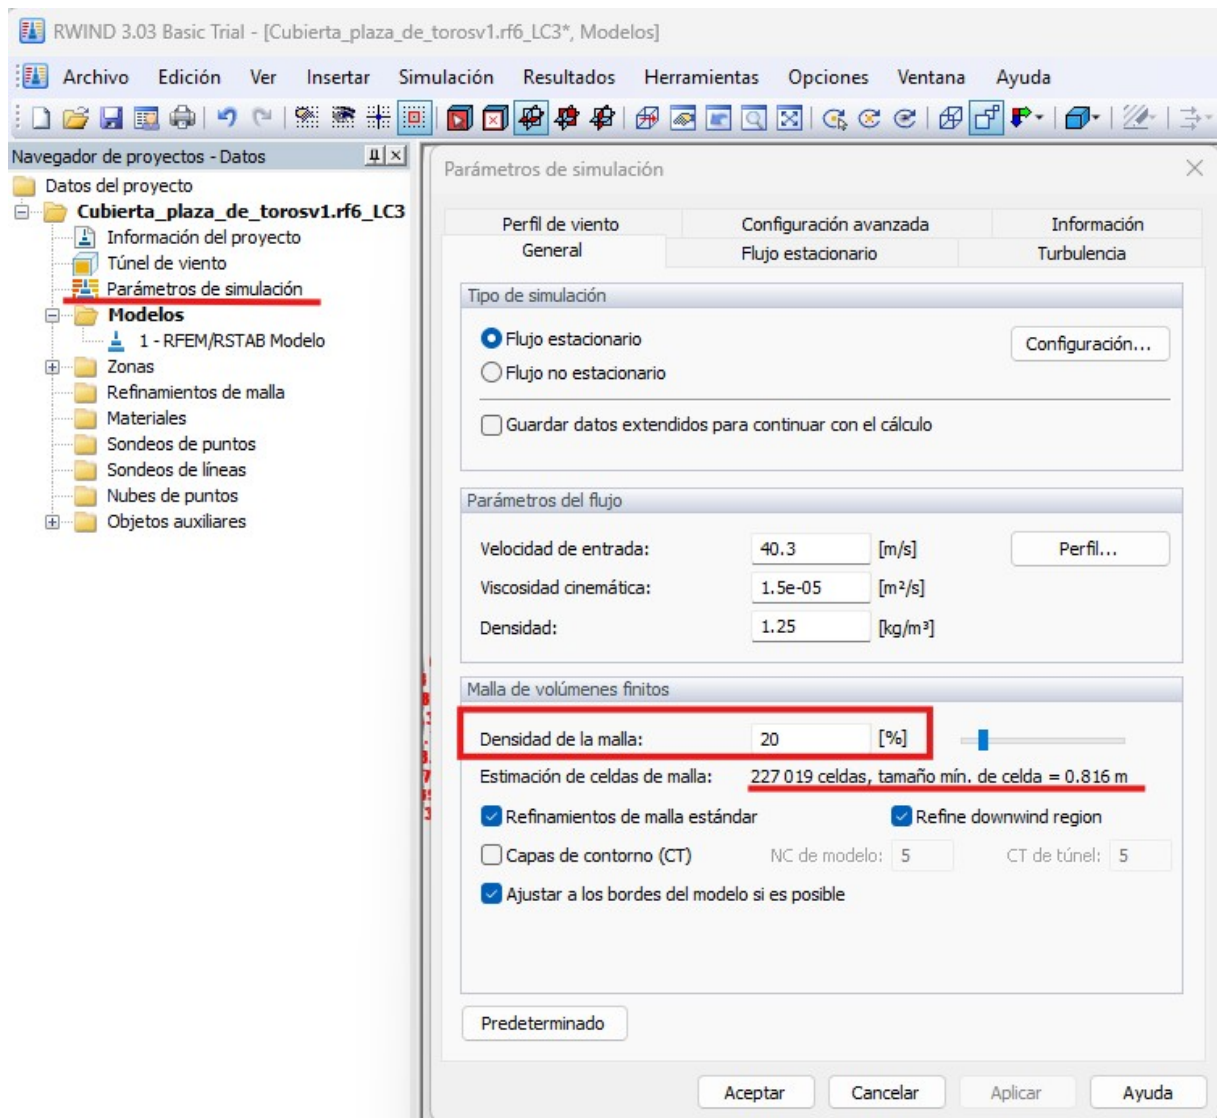 RWIND 3.03 Basic Trial - [Cubierta_plaza_de_torosv1.rf6_LC3*, Modelos]
Archivo Edición Ver Insertar Simulación Resultados Herramientas Opciones Ventana Ayuda
Navegador de proyectos - Datos
Datos del proyecto
Cubierta_plaza_de_torosv1.rf6_LC3
Información del proyecto
Túnel de viento
Parámetros de simulación
Modelos
1 - RFEM/RSTAB Modelo
Zonas
Refinamientos de malla
Materiales
Sondeos de puntos
Sondeos de líneas
Nubes de puntos
Objetos auxiliares
Parámetros de simulación
Perfil de viento Configuración avanzada Información
General Flujo estacionario Turbulencia
Tipo de simulación
Flujo estacionario Configuración...
Flujo no estacionario
Guardar datos extendidos para continuar con el cálculo
Parámetros del flujo
Velocidad de entrada: 40.3 [m/s] Perfil...
Viscosidad cinemática: 1.5e-05 [m²/s]
Densidad: 1.25 [kg/m³]
Malla de volúmenes finitos
Densidad de la malla: 20 [%]
Estimación de celdas de malla: 227 019 celdas, tamaño mín. de celda = 0.816 m
Refinamientos de malla estándar Refine downwind region
Capas de contorno (CT) NC de modelo: 5 CT de túnel: 5
Ajustar a los bordes del modelo si es posible
Predeterminado
Aceptar Cancelar Aplicar Ayuda